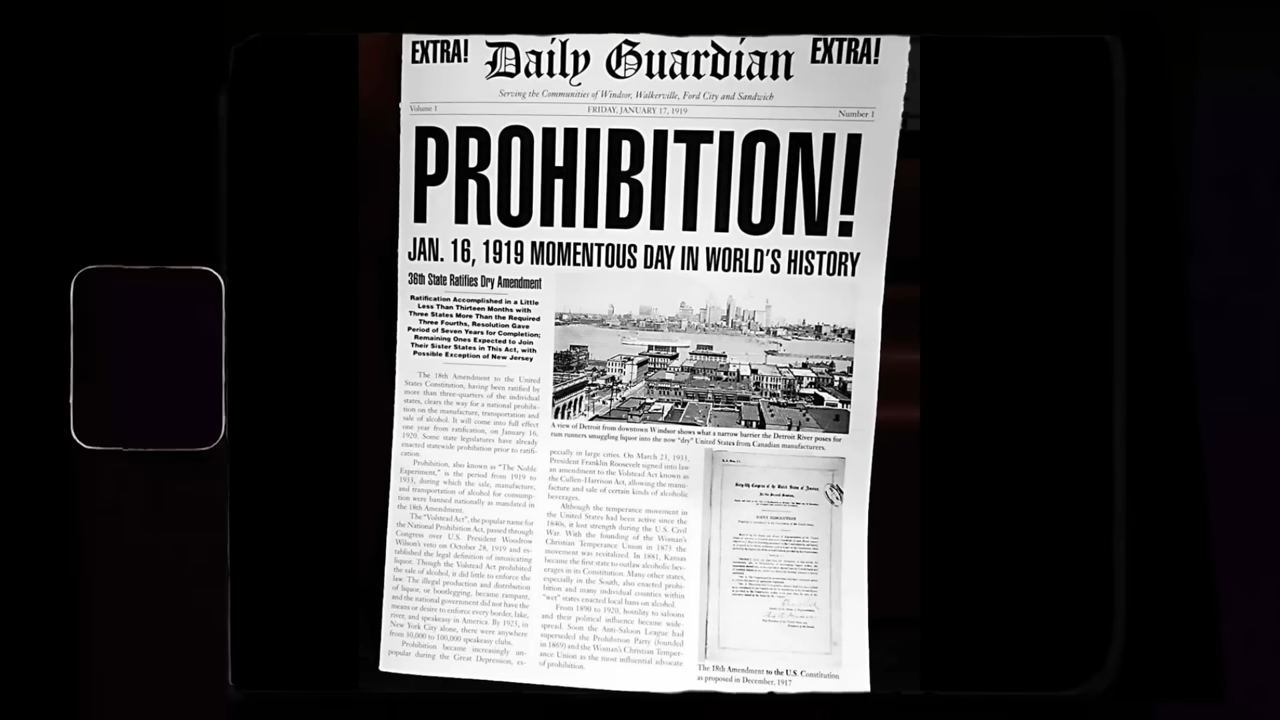 EXTRA!
Daily Guardian
EXTRA!
Serving the Communities of Windsor, Walkerville, Ford City and Sandwich
Volume 1
FRIDAY, JANUARY 17, 1919
Number 1
PROHIBITION!
JAN. 16, 1919 MOMENTOUS DAY IN WORLD'S HISTORY
36th State Ratifies Dry Amendment
Ratification Accomplished in a Little
Less Than Thirteen Months with
Three States More Than the Required
Three Fourths, Resolution Gave
Period of Seven Years for Completion;
Remaining Ones Expected to Join
Their Sister States in This Act, with
Possible Exception of New Jersey
The 18th Amendment to the United
States Constitution, having been ratified by
more than three-quarters of the individual
states, clears the way for a national prohibi-
tion on the manufacture, transportation and
sale of alcohol. It will come into full effect
one year from ratification, on January 16,
1920. Some state legislatures have already
enacted statewide prohibition prior to ratifi-
cation.
Prohibition, also known as "The Noble
Experiment," is the period from 1919 to
1933, during which the sale, manufacture,
and transportation of alcohol for consump-
tion were banned nationally as mandated in
the 18th Amendment.
The "Volstead Act", the popular name for
the National Prohibition Act, passed through
Congress over U.S. President Woodrow
Wilson's veto on October 28, 1919 and es-
tablished the legal definition of intoxicating
liquor. Though the Volstead Act prohibited
the sale of alcohol, it did little to enforce the
law. The illegal production and distribution
of liquor, or bootlegging, became rampant,
and the national government did not have the
means or desire to enforce every border, lake,
river, and speakeasy in America. By 1925, in
New York City alone, there were anywhere
from 30,000 to 100,000 speakeasy clubs.
Prohibition became increasingly un-
popular during the Great Depression, es-
A view of Detroit from downtown Windsor shows what a narrow barrier the Detroit River poses for
rum runners smuggling liquor into the now "dry" United States from Canadian manufacturers.
pecially in large cities. On March 23, 1933,
President Franklin Roosevelt signed into law
an amendment to the Volstead Act known as
the Cullen-Harrison Act, allowing the manu-
facture and sale of certain kinds of alcoholic
beverages.
Although the temperance movement in
the United States had been active since the
1840s, it lost strength during the U.S. Civil
War. With the founding of the Woman's
Christian Temperance Union in 1873 the
movement was revitalized. In 1881, Kansas
became the first state to outlaw alcoholic bev-
erages in its Constitution. Many other states,
especially in the South, also enacted prohi-
bition and many individual counties within
"wet" states enacted local bans on alcohol.
From 1890 to 1920, hostility to saloons
and their political influence became wide-
spread. Soon the Anti-Saloon League had
superseded the Prohibition Party (founded
in 1869) and the Woman's Christian Temper-
ance Union as the most influential advocate
of prohibition.
Sixty-fifth Congress of the United States of America;
At the Second Session,
JOINT RESOLUTION
The 18th Amendment to the U.S. Constitution
as proposed in December, 1917